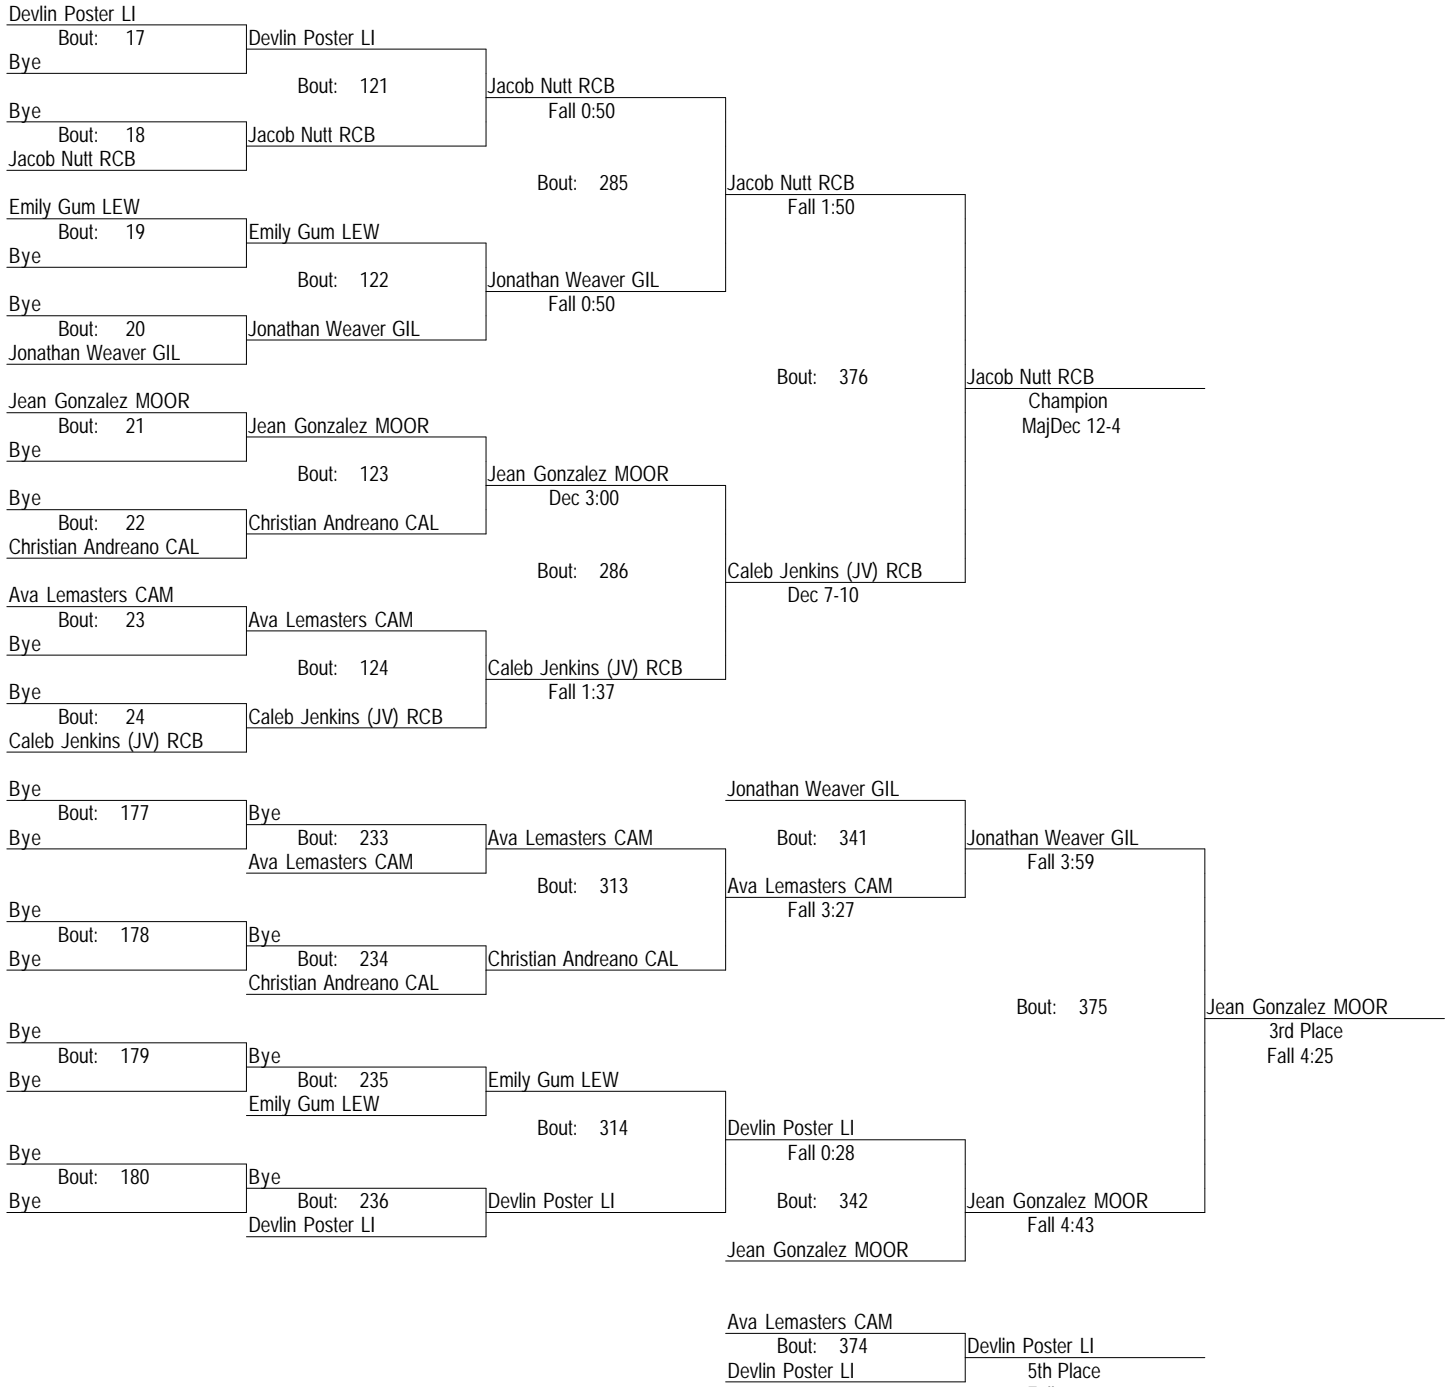 Devlin Poster LI
Bout: 17
Bye
Devlin Poster LI
Bout: 121
Bye
Bout: 18
Jacob Nutt RCB
Jacob Nutt RCB
Jacob Nutt RCB
Fall 0:50
Bout: 285
Emily Gum LEW
Bout: 19
Bye
Emily Gum LEW
Bout: 122
Bye
Bout: 20
Jonathan Weaver GIL
Jonathan Weaver GIL
Jonathan Weaver GIL
Fall 0:50
Jacob Nutt RCB
Fall 1:50
Bout: 376
Jean Gonzalez MOOR
Bout: 21
Bye
Jean Gonzalez MOOR
Bout: 123
Bye
Bout: 22
Christian Andreano CAL
Christian Andreano CAL
Jean Gonzalez MOOR
Dec 3:00
Bout: 286
Ava Lemasters CAM
Bout: 23
Bye
Ava Lemasters CAM
Bout: 124
Bye
Bout: 24
Caleb Jenkins (JV) RCB
Caleb Jenkins (JV) RCB
Caleb Jenkins (JV) RCB
Fall 1:37
Caleb Jenkins (JV) RCB
Dec 7-10
Jacob Nutt RCB
Champion
MajDec 12-4
Bye
Bout: 177
Bye
Bye
Bout: 233
Ava Lemasters CAM
Ava Lemasters CAM
Bout: 313
Bye
Bout: 178
Bye
Bye
Bout: 234
Christian Andreano CAL
Christian Andreano CAL
Jonathan Weaver GIL
Bout: 341
Ava Lemasters CAM
Fall 3:27
Jonathan Weaver GIL
Fall 3:59
Bout: 375
Bye
Bout: 179
Bye
Bye
Bout: 235
Emily Gum LEW
Emily Gum LEW
Bout: 314
Bye
Bout: 180
Bye
Bye
Bout: 236
Devlin Poster LI
Devlin Poster LI
Devlin Poster LI
Fall 0:28
Bout: 342
Jean Gonzalez MOOR
Jean Gonzalez MOOR
Fall 4:43
Jean Gonzalez MOOR
3rd Place
Fall 4:25
Ava Lemasters CAM
Bout: 374
Devlin Poster LI
Devlin Poster LI
5th Place